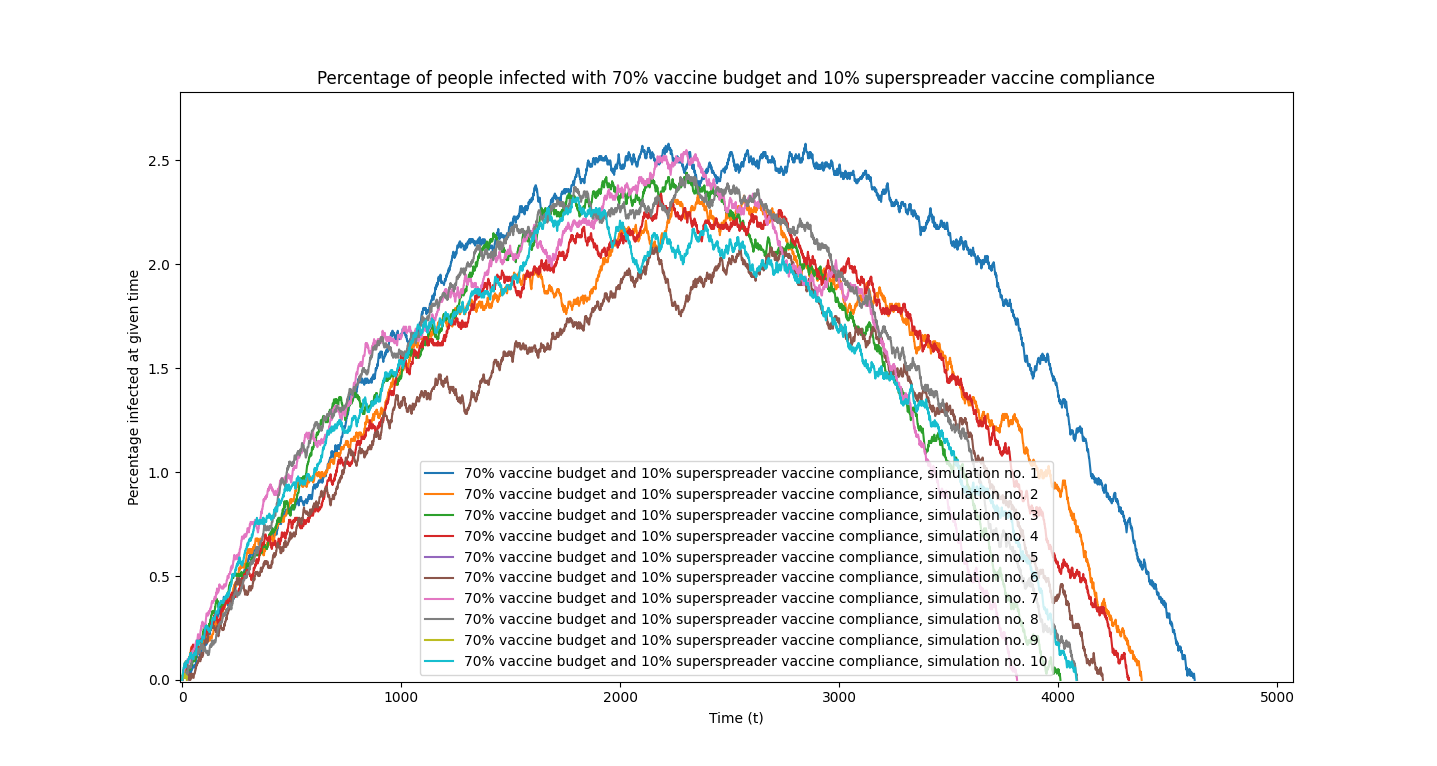 Percentage of people infected with 70% vaccine budget and 10% superspreader vaccine compliance
Percentage infected at given time
2.5
2.0
1.5
1.0
0.5
0.0
70% vaccine budget and 10% superspreader vaccine compliance, simulation no. 1
70% vaccine budget and 10% superspreader vaccine compliance, simulation no. 2
70% vaccine budget and 10% superspreader vaccine compliance, simulation no. 3
70% vaccine budget and 10% superspreader vaccine compliance, simulation no. 4
70% vaccine budget and 10% superspreader vaccine compliance, simulation no. 5
70% vaccine budget and 10% superspreader vaccine compliance, simulation no. 6
70% vaccine budget and 10% superspreader vaccine compliance, simulation no. 7
70% vaccine budget and 10% superspreader vaccine compliance, simulation no. 8
70% vaccine budget and 10% superspreader vaccine compliance, simulation no. 9
70% vaccine budget and 10% superspreader vaccine compliance, simulation no. 10
0 1000 2000 3000 4000 5000
Time (t)